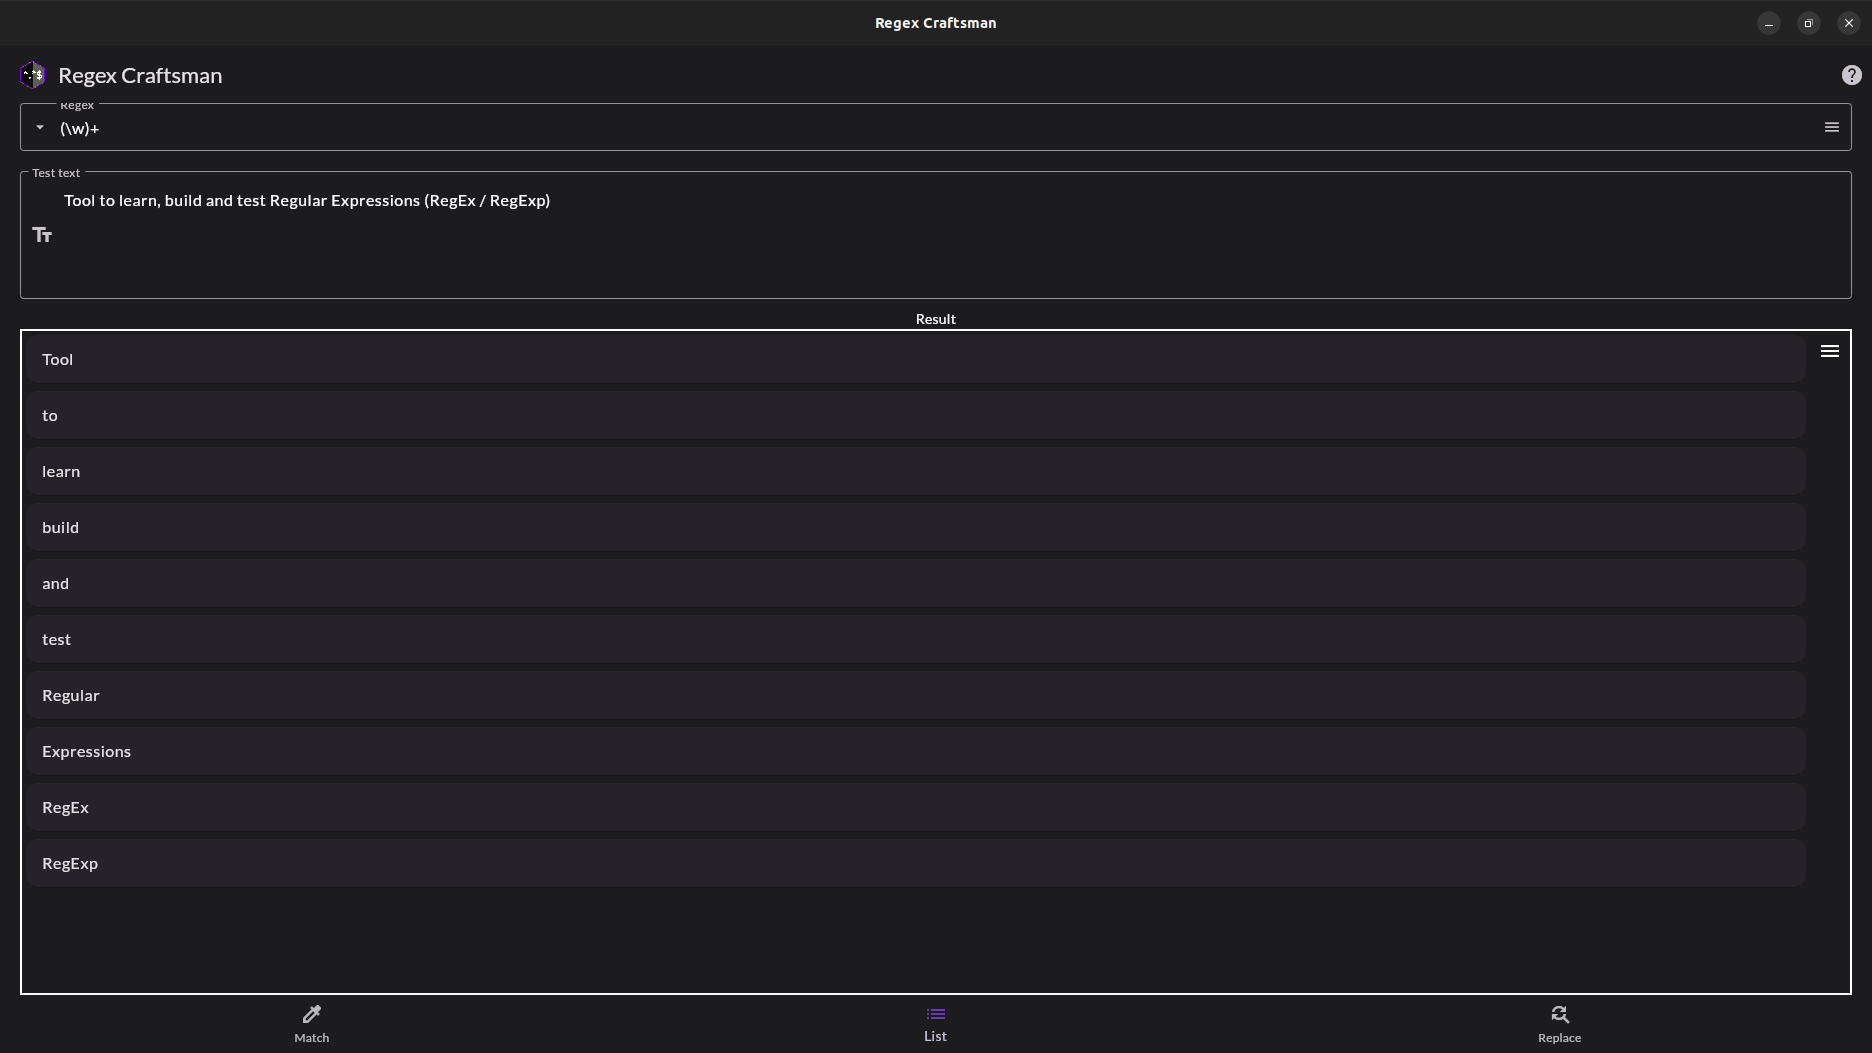 Regex Craftsman
Regex Craftsman
Regex
(\w)+
Test text
Tool to learn, build and test Regular Expressions (RegEx / RegExp)
Result
Tool
to
learn
build
and
test
Regular
Expressions
RegEx
RegExp
Match
List
Replace